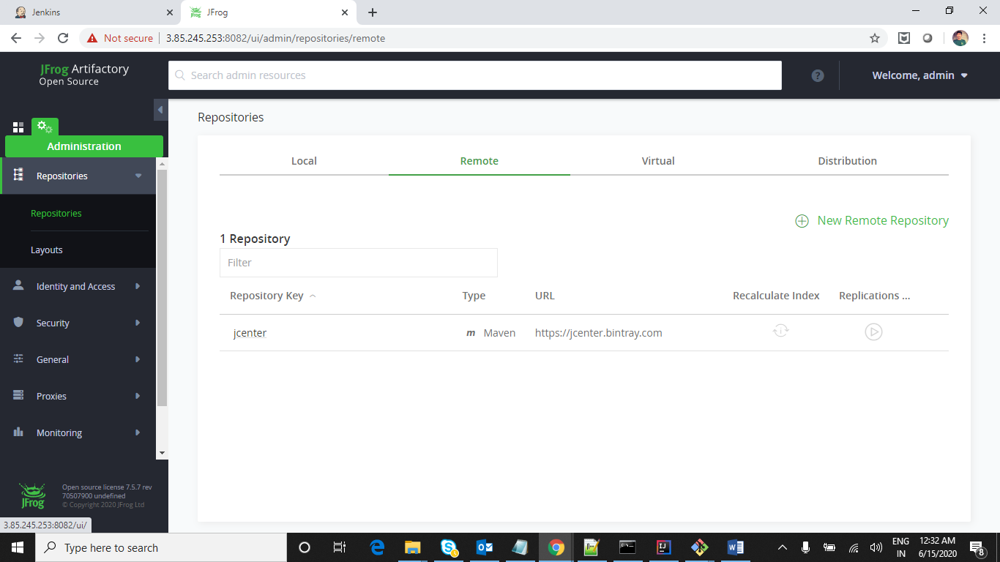 Jenkins
JFrog
Not secure
3.85.245.253:8082/ui/admin/repositories/remote
JFrog Artifactory
Open Source
Search admin resources
?
Welcome, admin
Administration
Repositories
Repositories
Layouts
Identity and Access
Security
General
Proxies
Monitoring
JFrog
Open source license 7.5.7 rev
70507900 undefined
© Copyright 2020 JFrog Ltd
3.85.245.253:8082/ui/
Repositories
Local
Remote
Virtual
Distribution
New Remote Repository
1 Repository
Filter
Repository Key
Type
URL
Recalculate Index
Replications ...
jcenter
m Maven
https://jcenter.bintray.com
Type here to search
ENG
IN
12:32 AM
6/15/2020
8